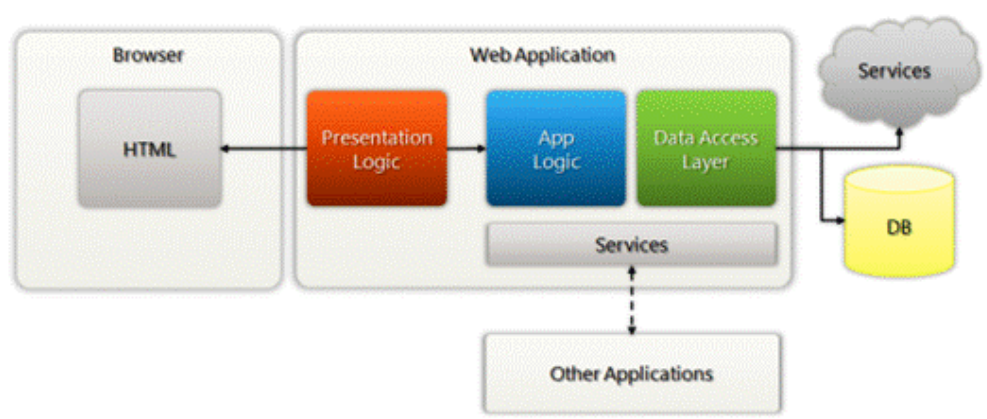 Browser
Web Application
Services
HTML
Presentation
Logic
App
Logic
Data Access
Layer
DB
Services
Other Applications